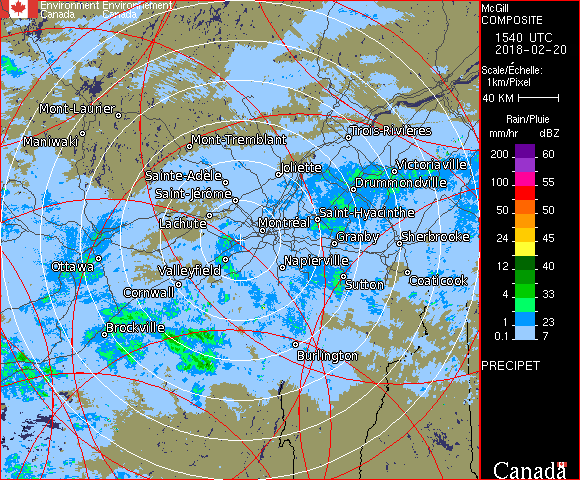 Environment Environnement
Canada Canada
McGill
COMPOSITE
1540 UTC
2018-02-20
Scale/Échelle:
1km/Pixel
40 KM
Rain/Pluie
mm/hr dBZ
200 60
100 55
50 50
24 45
12 40
4 33
1 23
0.1 7
PRECIPET
Canada
Mont-Laurier
Maniwaki
Mont-Tremblant
Trois-Rivières
Joliette
Victoriaville
Sainte-Adèle
Drummondville
Saint-Jérôme
Saint-Hyacinthe
Lachute
Montréal
Granby
Sherbrooke
Ottawa
Valleyfield
Napierville
Coaticook
Cornwall
Sutton
Brockville
Burlington